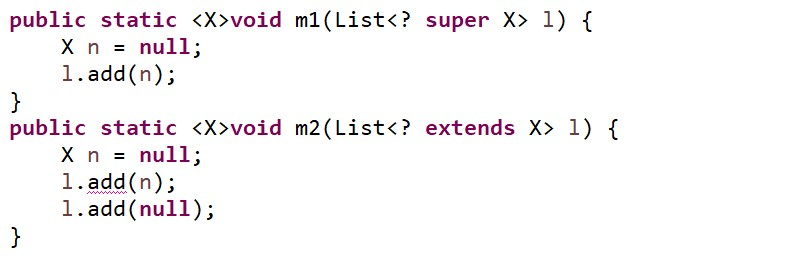 public static <X>void m1(List<? super X> l) {
    X n = null;
    l.add(n);
}
public static <X>void m2(List<? extends X> l) {
    X n = null;
    l.add(n);
    l.add(null);
}